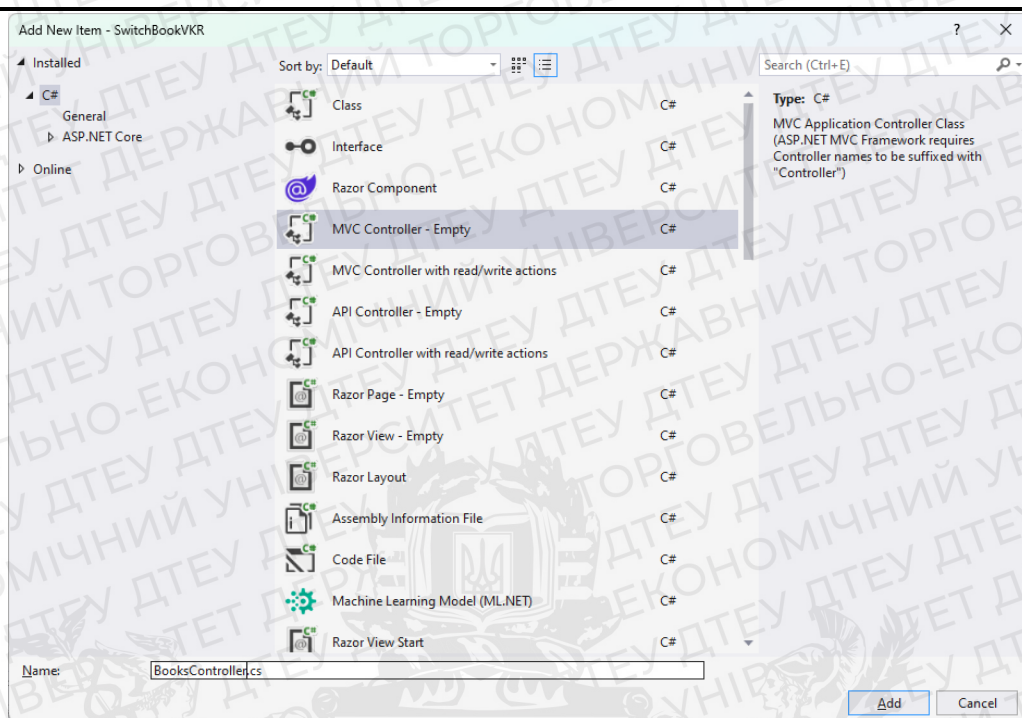 Add New Item - SwitchBookVKR
? ×
Installed
C#
General
ASP.NET Core
Online
Sort by: Default
Search (Ctrl+E)
Class C#
Interface C#
Razor Component C#
MVC Controller - Empty C#
MVC Controller with read/write actions C#
API Controller - Empty C#
API Controller with read/write actions C#
Razor Page - Empty C#
Razor View - Empty C#
Razor Layout C#
Assembly Information File C#
Code File C#
Machine Learning Model (ML.NET) C#
Razor View Start C#
Type: C#
MVC Application Controller Class
(ASP.NET MVC Framework requires
Controller names to be suffixed with
"Controller")
Name: BooksController.cs
Add Cancel